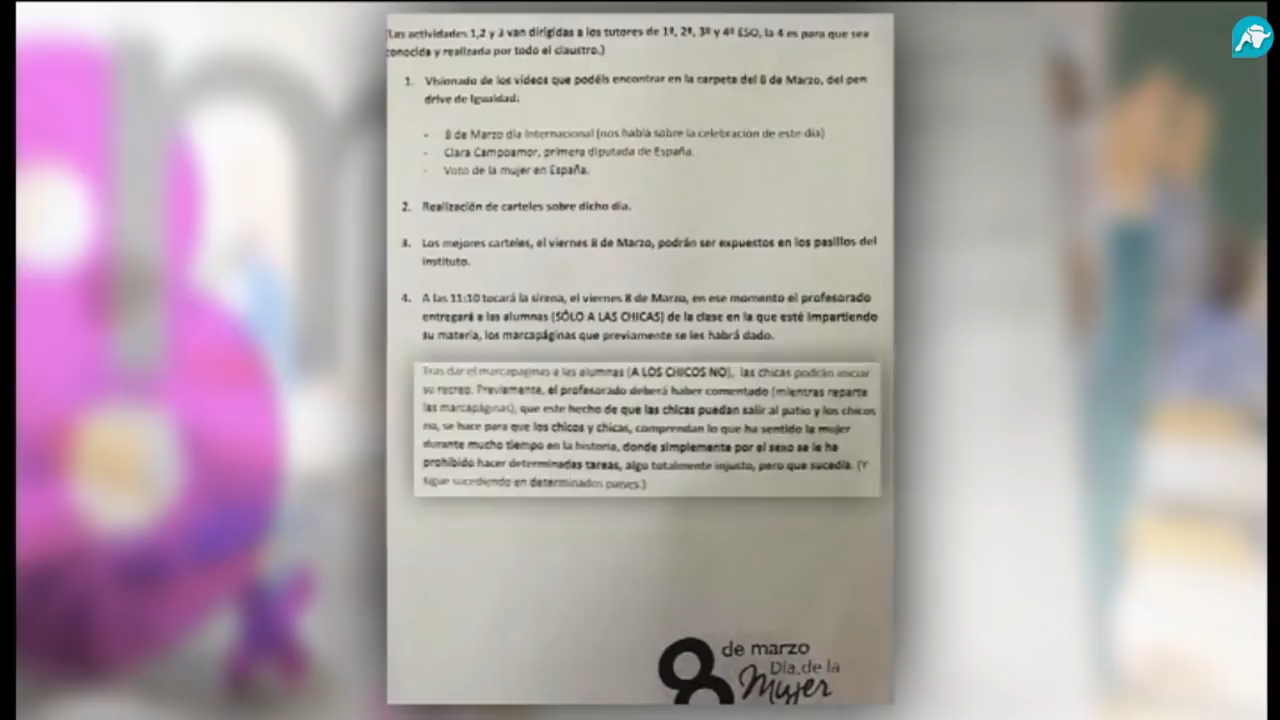 (Las actividades 1,2 y 3 van dirigidas a los tutores de 1º, 2º, 3º y 4º ESO, la 4 es para que sea
conocida y realizada por todo el claustro.)
1. Visionado de los vídeos que podéis encontrar en la carpeta del 8 de Marzo, del pen
drive de Igualdad:
- 8 de Marzo día Internacional (nos habla sobre la celebración de este día)
- Clara Campoamor, primera diputada de España.
- Voto de la mujer en España.
2. Realización de carteles sobre dicho día.
3. Los mejores carteles, el viernes 8 de Marzo, podrán ser expuestos en los pasillos del
instituto.
4. A las 11:10 tocará la sirena, el viernes 8 de Marzo, en ese momento el profesorado
entregará a las alumnas (SÓLO A LAS CHICAS) de la clase en la que esté impartiendo
su materia, los marcapáginas que previamente se les habrá dado.
Tras dar el marcapáginas a las alumnas (A LOS CHICOS NO), las chicas podrán iniciar
su recreo. Previamente, el profesorado deberá haber comentado (mientras reparte
las marcapáginas), que este hecho de que las chicas puedan salir al patio y los chicos
no, se hace para que los chicos y chicas, comprendan lo que ha sentido la mujer
durante mucho tiempo en la historia, donde simplemente por el sexo se le ha
prohibido hacer determinadas tareas, algo totalmente injusto, pero que sucedía. (Y
sigue sucediendo en determinados países.)
8 de marzo
Día de la
Mujer